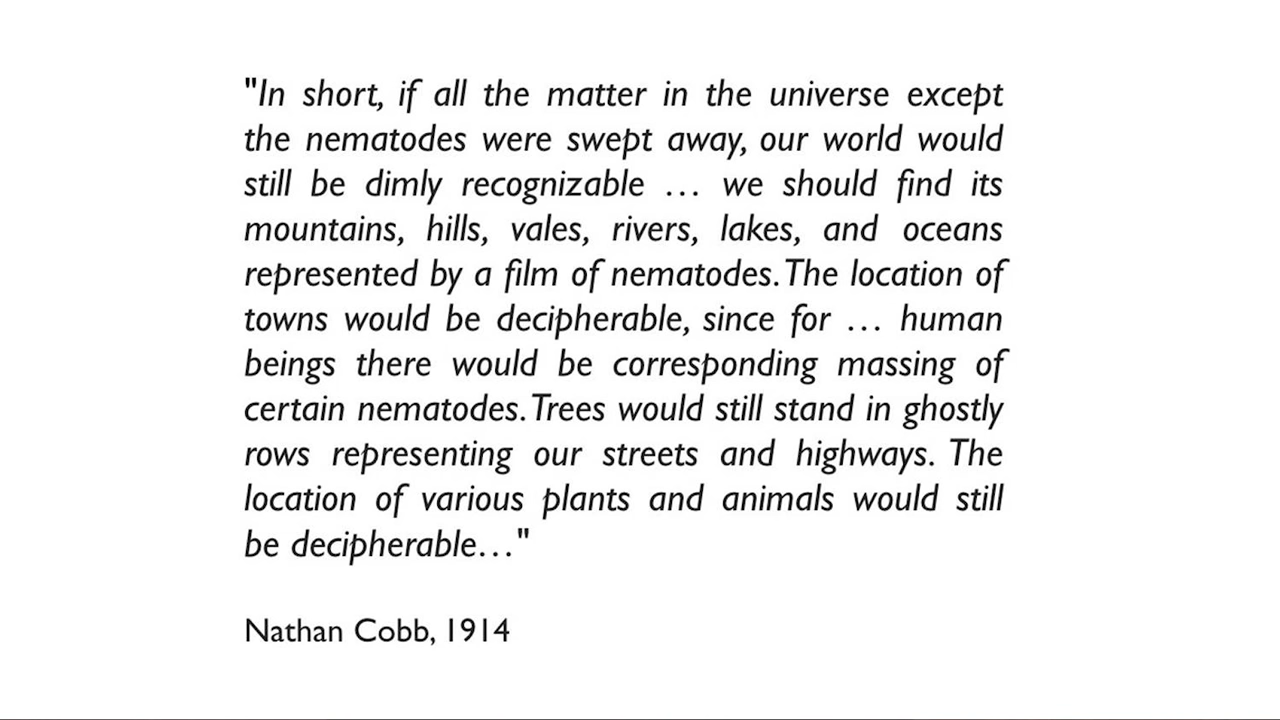 "In short, if all the matter in the universe except
the nematodes were swept away, our world would
still be dimly recognizable … we should find its
mountains, hills, vales, rivers, lakes, and oceans
represented by a film of nematodes. The location of
towns would be decipherable, since for … human
beings there would be corresponding massing of
certain nematodes. Trees would still stand in ghostly
rows representing our streets and highways. The
location of various plants and animals would still
be decipherable…"
Nathan Cobb, 1914